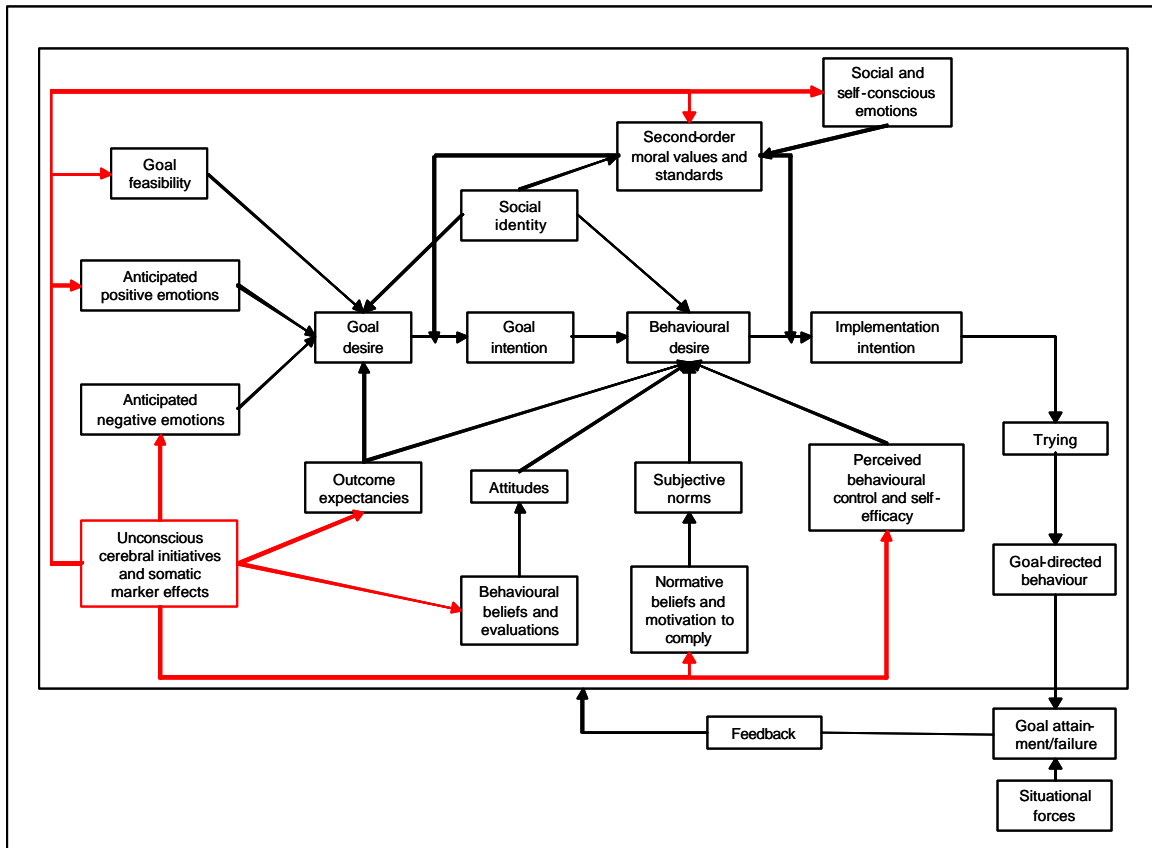 Social and
self-conscious
emotions
Second-order
moral values and
standards
Goal
feasibility
Social
identity
Anticipated
positive emotions
Goal
desire
Goal
intention
Behavioural
desire
Implementation
intention
Anticipated
negative emotions
Trying
Outcome
expectancies
Attitudes
Subjective
norms
Perceived
behavioural
control and self-
efficacy
Unconscious
cerebral initiatives
and somatic
marker effects
Behavioural
beliefs and
evaluations
Normative
beliefs and
motivation to
comply
Goal-directed
behaviour
Feedback
Goal attain-
ment/failure
Situational
forces